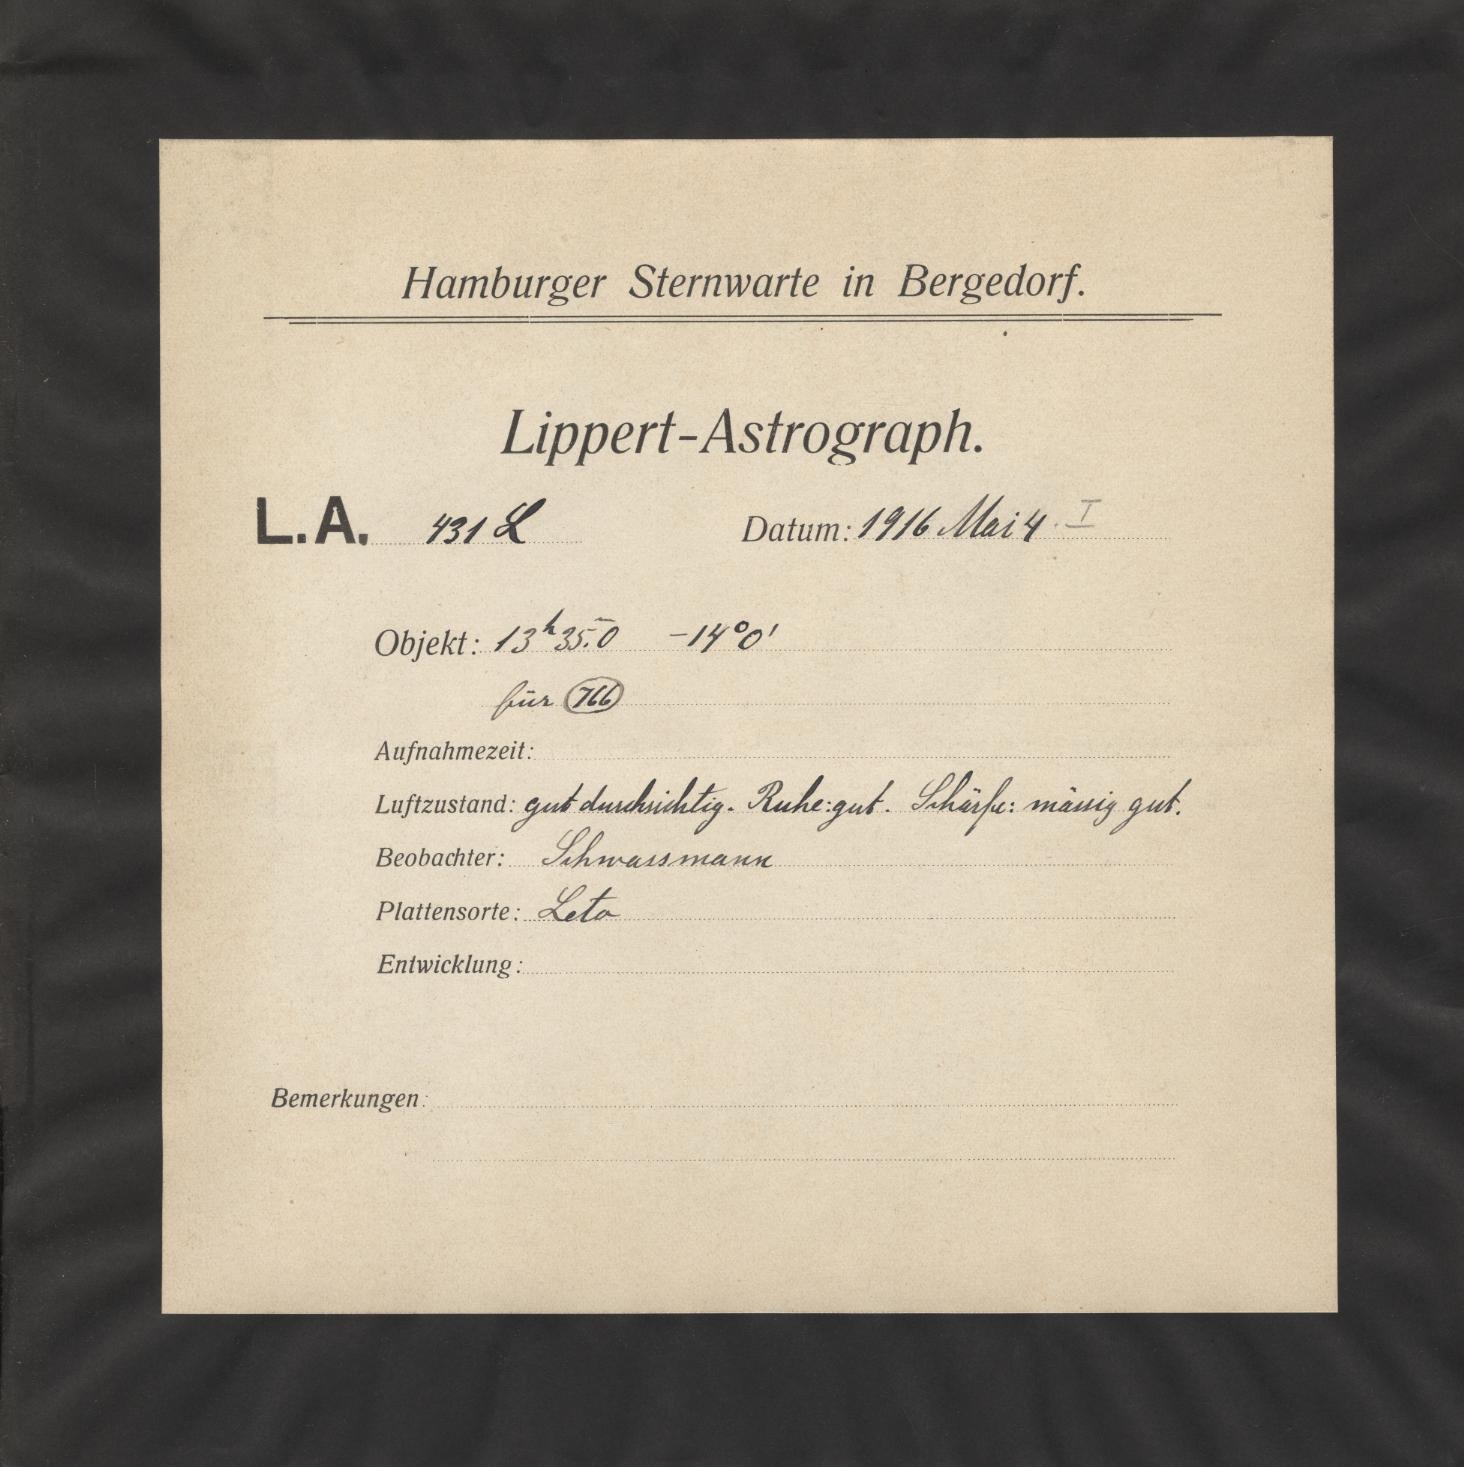 Hamburger Sternwarte in Bergedorf.
Lippert-Astrograph.
L.A. 431 L Datum: 1916 Mai 4. I
Objekt: 13ʰ 35.ᵐ0 -14°0'
für 766
Aufnahmezeit:
Luftzustand: gut durchsichtig. Ruhe: gut. Schärfe: mässig gut.
Beobachter: Schwassmann
Plattensorte: Leto
Entwicklung:
Bemerkungen: